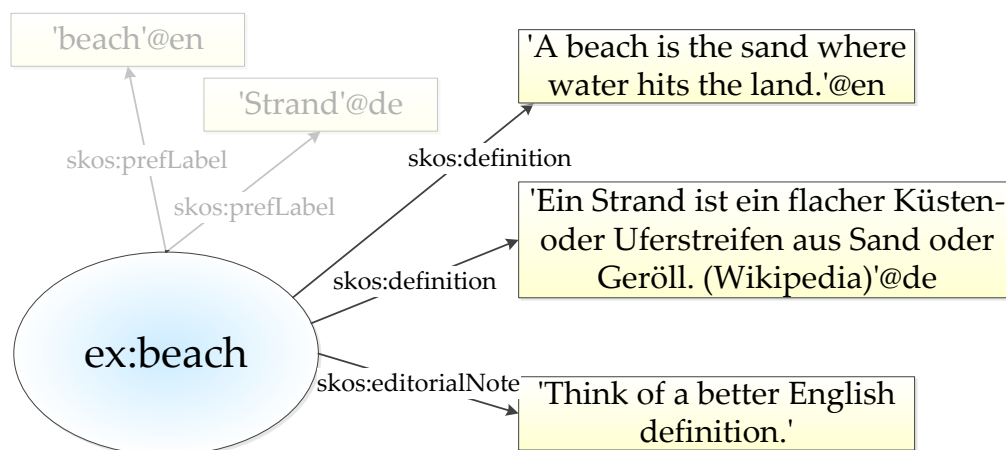 'beach'@en
'Strand'@de
skos:prefLabel
skos:prefLabel
'A beach is the sand where
water hits the land.'@en
skos:definition
'Ein Strand ist ein flacher Küsten-
oder Uferstreifen aus Sand oder
Geröll. (Wikipedia)'@de
skos:definition
ex:beach
skos:editorialNote
'Think of a better English
definition.'